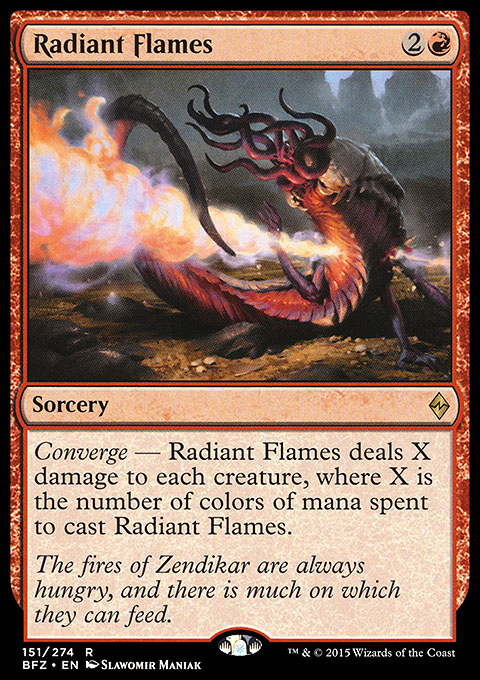 Radiant Flames 2
Sorcery
Converge — Radiant Flames deals X
damage to each creature, where X is
the number of colors of mana spent
to cast Radiant Flames.
The fires of Zendikar are always
hungry, and there is much on which
they can feed.
151/274 R
BFZ • EN Slawomir Maniak
™ & © 2015 Wizards of the Coast